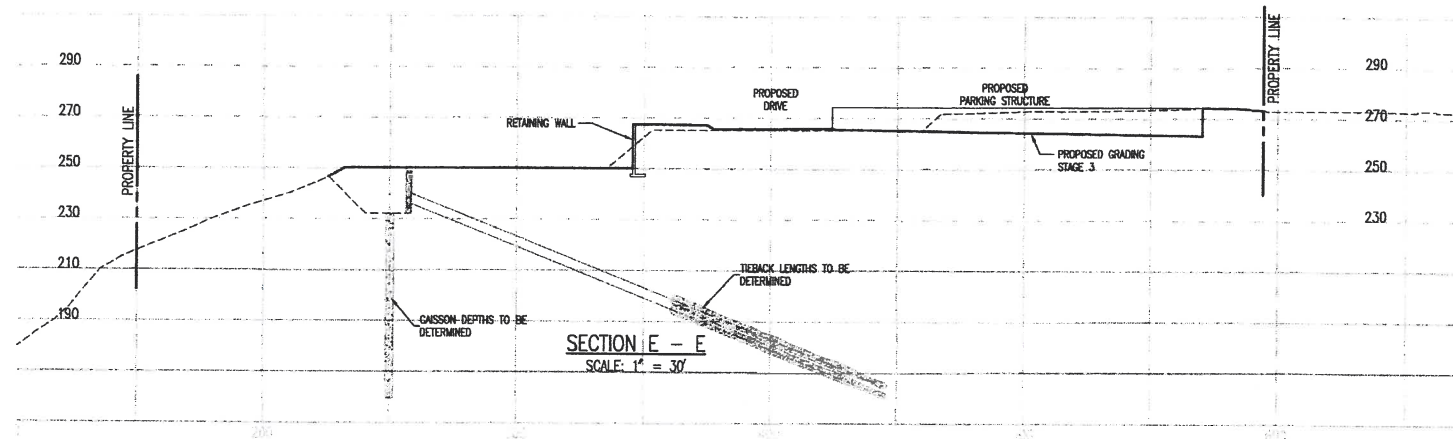 290
270
250
230
210
190
PROPERTY LINE
RETAINING WALL
PROPOSED
DRIVE
PROPOSED
PARKING STRUCTURE
PROPERTY LINE
290
270
250
230
PROPOSED GRADING
STAGE 3
TIEBACK LENGTHS TO BE
DETERMINED
CAISSON DEPTHS TO BE
DETERMINED
SECTION E - E
SCALE: 1" = 30'
200